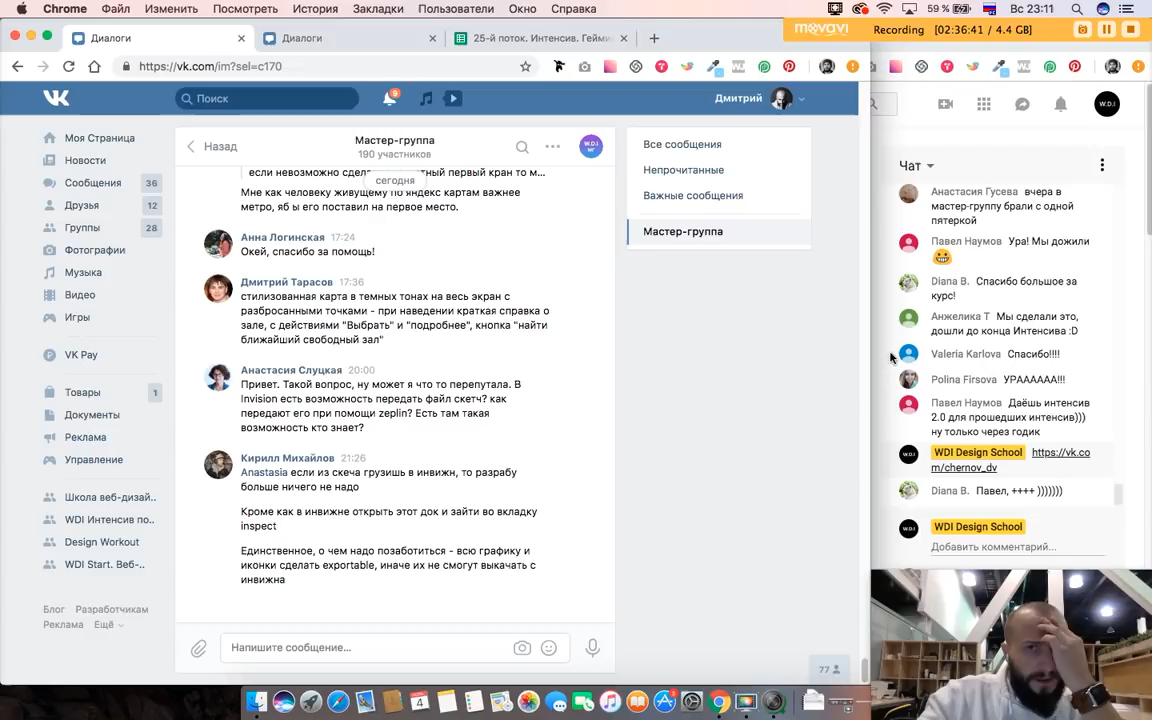 Chrome Файл Изменить Посмотреть История Закладки Пользователи Окно Справка 59 % Вс 23:11
movavi Recording [02:36:41 / 4.4 GB]
Диалоги Диалоги 25-й поток. Интенсив. Гейми
https://vk.com/im?sel=c170
Поиск 9 Дмитрий
Моя Страница
Новости
Сообщения 36
Друзья 12
Группы 28
Фотографии
Музыка
Видео
Игры
VK Pay
Товары 1
Документы
Реклама
Управление
Школа веб-дизай..
WDI Интенсив по..
Design Workout
WDI Start. Веб-..
Блог Разработчикам
Реклама Ещё
Назад
Мастер-группа
190 участников
W.D.I
сегодня
Мне как человеку живущему по яндекс картам важнее
метро, яб ы его поставил на первое место.
Анна Логинская 17:24
Окей, спасибо за помощь!
Дмитрий Тарасов 17:36
стилизованная карта в темных тонах на весь экран с
разбросанными точками - при наведении краткая справка о
зале, с действиями "Выбрать" и "подробнее", кнопка "найти
ближайший свободный зал"
Анастасия Слуцкая 20:00
Привет. Такой вопрос, ну может я что то перепутала. В
Invision есть возможность передать файл скетч? как
передают его при помощи zeplin? Есть там такая
возможность кто знает?
Кирилл Михайлов 21:26
Anastasia если из скеча грузишь в инвижн, то разрабу
больше ничего не надо
Кроме как в инвижне открыть этот док и зайти во вкладку
inspect
Единственное, о чем надо позаботиться - всю графику и
иконки сделать exportable, иначе их не смогут выкачать с
инвижна
Напишите сообщение...
Все сообщения
Непрочитанные
Важные сообщения
Мастер-группа
77
W.D.I
Чат
Анастасия Гусева вчера в
мастер-группу брали с одной
пятеркой
Павел Наумов Ура! Мы дожили
Diana B. Спасибо большое за
курс!
Анжелика Т Мы сделали это,
дошли до конца Интенсива :D
Valeria Karlova Спасибо!!!!
Polina Firsova УРАААААА!!!
Павел Наумов Даёшь интенсив
2.0 для прошедших интенсив)))
ну только через годик
WDI Design School https://vk.co
m/chernov_dv
Diana B. Павел, ++++ )))))))
WDI Design School
Добавить комментарий...